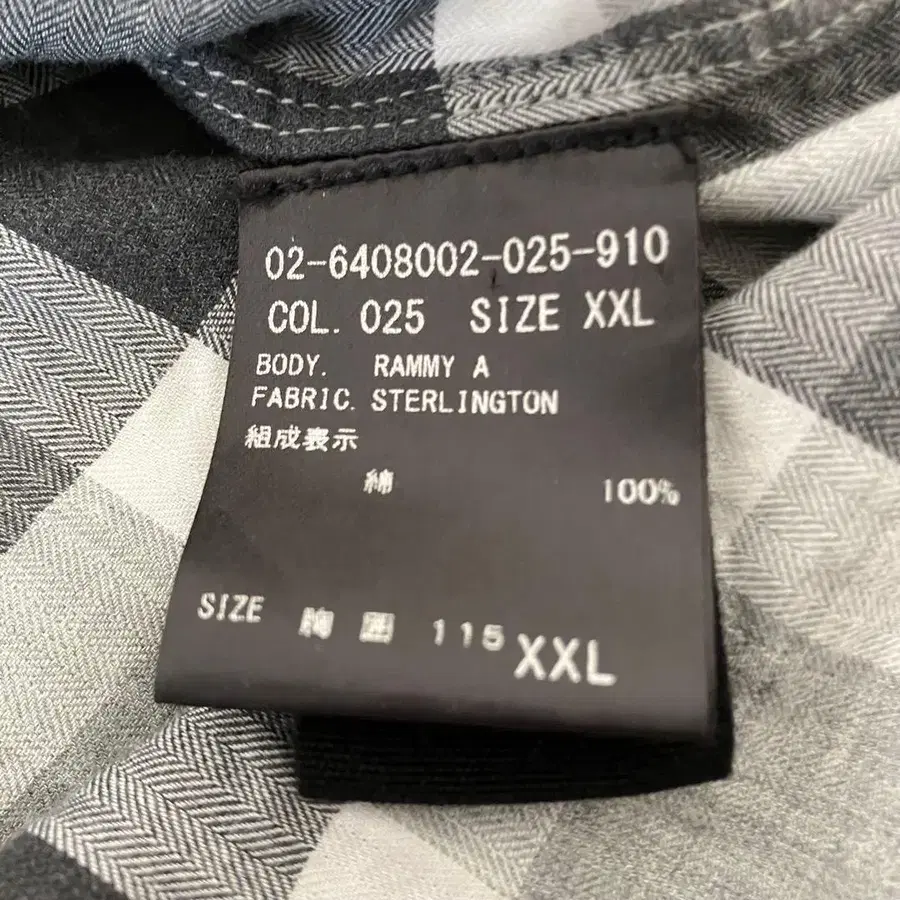 02-6408002-025-910
COL. 025 SIZE XXL
BODY. RAMMY A
FABRIC. STERLINGTON
組成表示
綿 100%
SIZE 胸囲 115 XXL